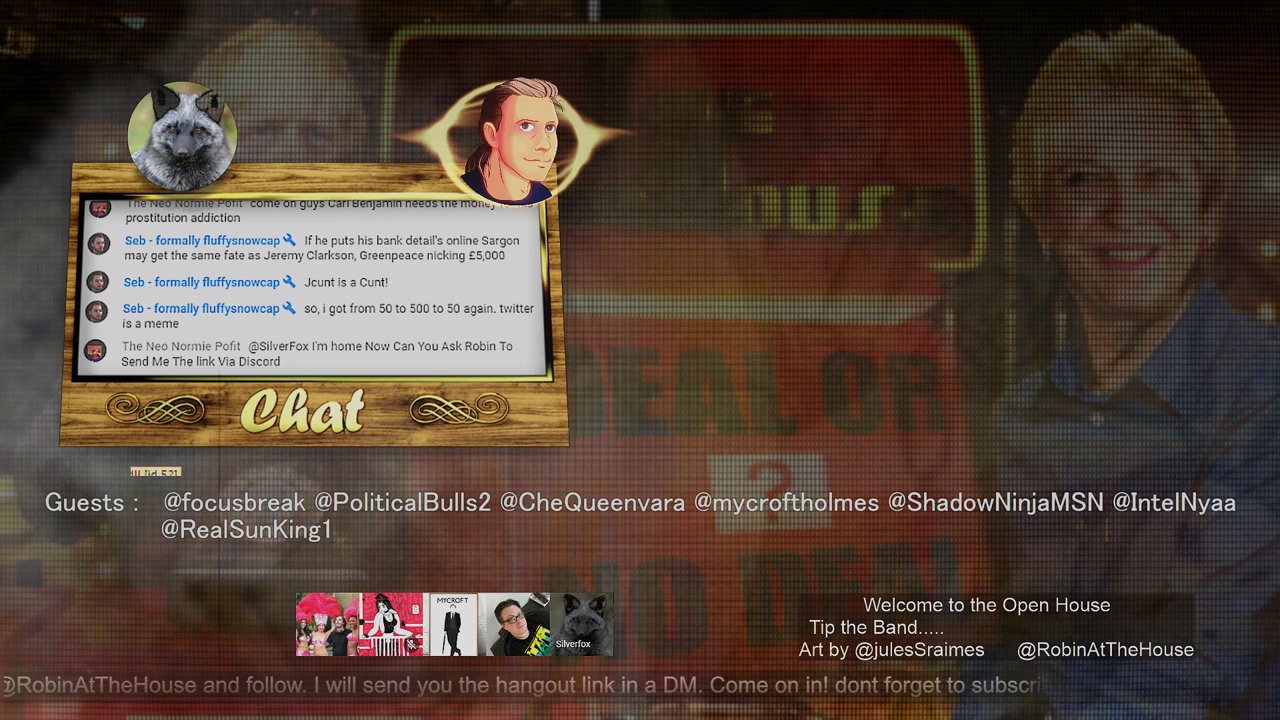 The Neo Normie Pofit come on guys Carl Benjamin needs the money
prostitution addiction
Seb - formally fluffysnowcap If he puts his bank detail's online Sargon
may get the same fate as Jeremy Clarkson, Greenpeace nicking £5,000
Seb - formally fluffysnowcap Jcunt is a Cunt!
Seb - formally fluffysnowcap so, i got from 50 to 500 to 50 again. twitter
is a meme
The Neo Normie Pofit @SilverFox I'm home Now Can You Ask Robin To
Send Me The link Via Discord
Chat
Guests : @focusbreak @PoliticalBulls2 @CheQueenvara @mycroftholmes @ShadowNinjaMSN @IntelNyaa
@RealSunKing1
DEAL OR
?
NO DEAL
MYCROFT
Silverfox
Welcome to the Open House
Tip the Band.....
Art by @julesSraimes @RobinAtTheHouse
@RobinAtTheHouse and follow. I will send you the hangout link in a DM. Come on in! dont forget to subscri